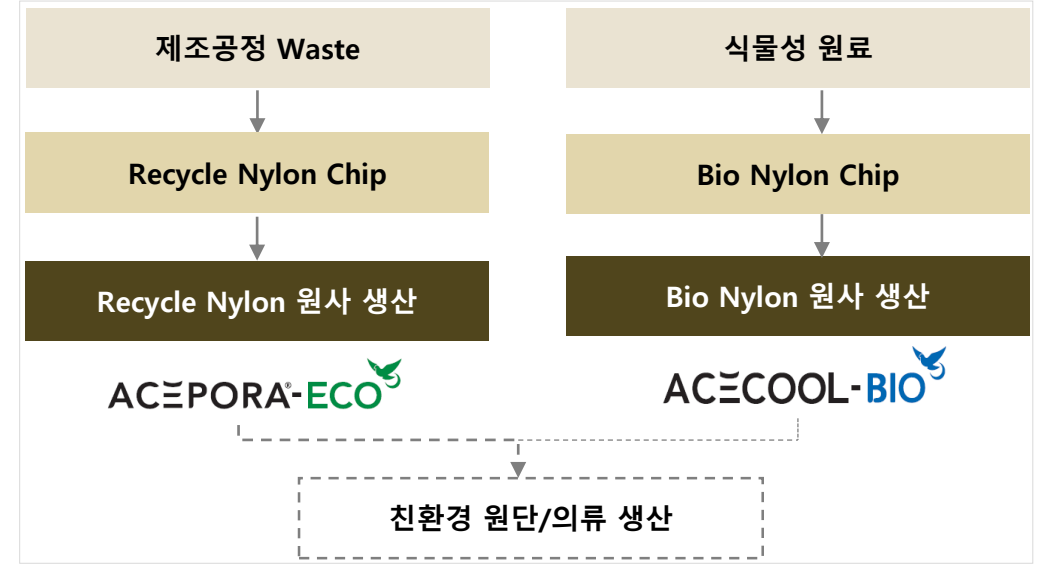 제조공정 Waste
Recycle Nylon Chip
Recycle Nylon 원사 생산
ACEPORA®-ECO
식물성 원료
Bio Nylon Chip
Bio Nylon 원사 생산
ACECOOL-BIO
친환경 원단/의류 생산